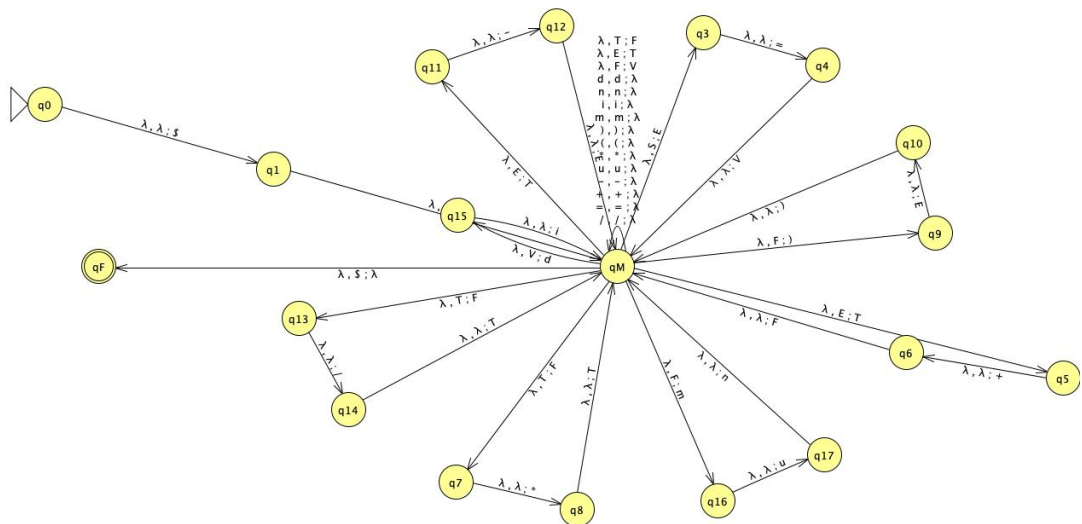 q12
q3
λ , λ ; -
λ , λ ; =
q11
q4
λ , T ; F
λ , E ; T
λ , F ; V
d , d ; λ
n , n ; λ
i , i ; λ
m , m ; λ
) , ) ; λ
( , ( ; λ
* , * ; λ
u , u ; λ
- , - ; λ
+ , + ; λ
= , = ; λ
/ , / ; λ
q0
λ , λ ; $
λ , λ ; E
λ , S ; E
q10
λ , E ; T
λ , λ ; V
q1
λ , λ ; E
λ ,
q15
λ , λ ; i
λ , λ ; )
q9
λ , V ; d
λ , F ; )
qF
λ , $ ; λ
qM
λ , T ; F
λ , E ; T
q13
λ , λ ; T
λ , λ ; F
λ , λ ; /
q6
q5
λ , λ ; +
λ , T ; F
λ , λ ; T
λ , F ; m
λ , λ ; n
q14
q17
q7
λ , λ ; *
λ , λ ; u
q8
q16